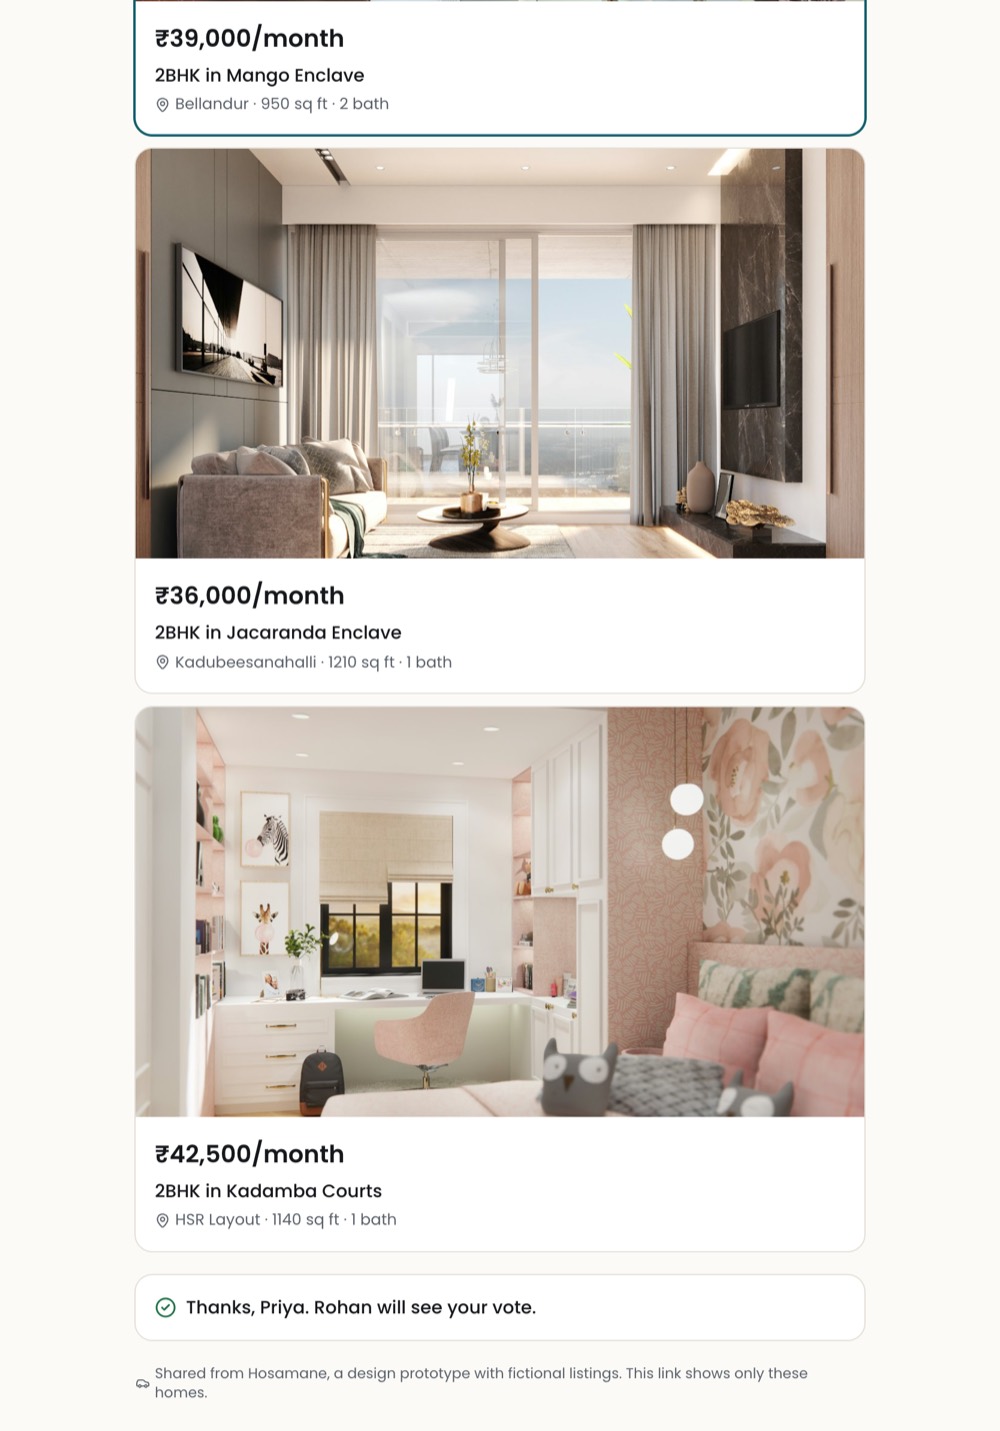 ₹39,000/month
2BHK in Mango Enclave
Bellandur · 950 sq ft · 2 bath
₹36,000/month
2BHK in Jacaranda Enclave
Kadubeesanahalli · 1210 sq ft · 1 bath
₹42,500/month
2BHK in Kadamba Courts
HSR Layout · 1140 sq ft · 1 bath
Thanks, Priya. Rohan will see your vote.
Shared from Hosamane, a design prototype with fictional listings. This link shows only these
homes.